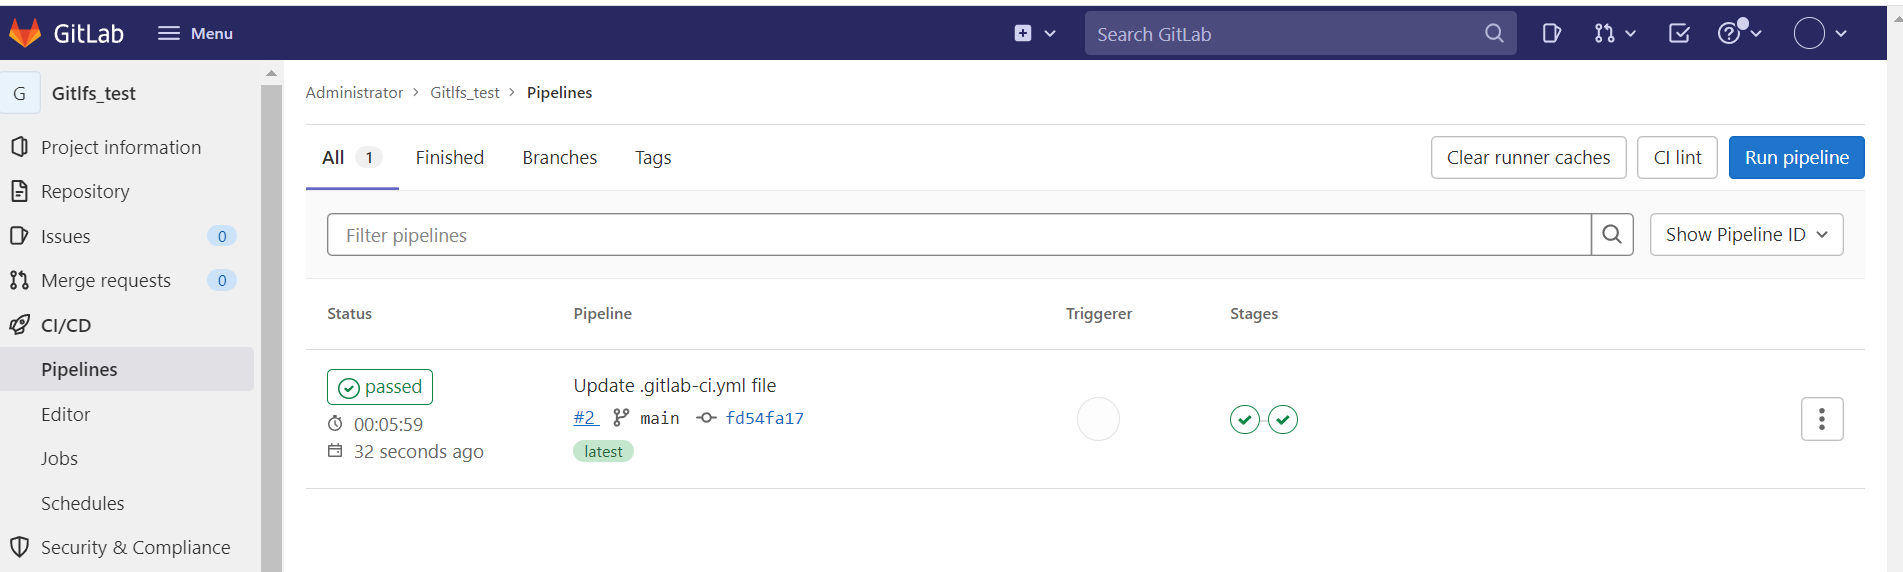 GitLab Menu Search GitLab
G Gitlfs_test
Project information
Repository
Issues 0
Merge requests 0
CI/CD
Pipelines
Editor
Jobs
Schedules
Security & Compliance
Administrator > Gitlfs_test > Pipelines
All 1 Finished Branches Tags Clear runner caches CI lint Run pipeline
Filter pipelines Show Pipeline ID
Status Pipeline Triggerer Stages
passed
00:05:59
32 seconds ago
Update .gitlab-ci.yml file
#2 main fd54fa17
latest